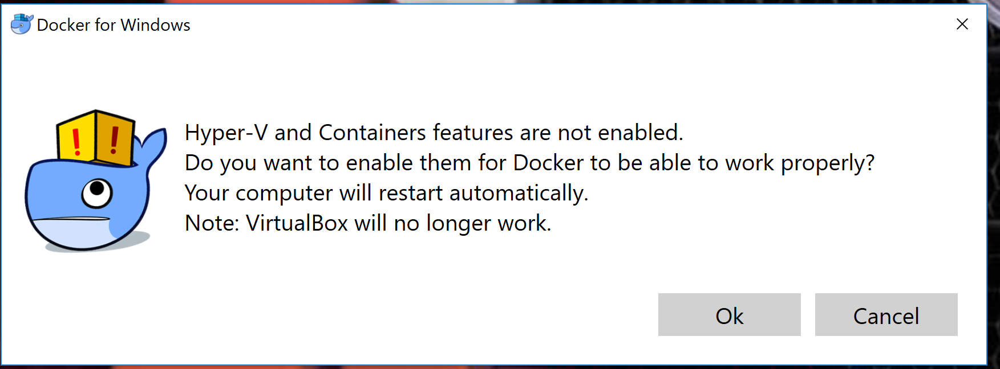 Docker for Windows
Hyper-V and Containers features are not enabled.
Do you want to enable them for Docker to be able to work properly?
Your computer will restart automatically.
Note: VirtualBox will no longer work.
Ok
Cancel